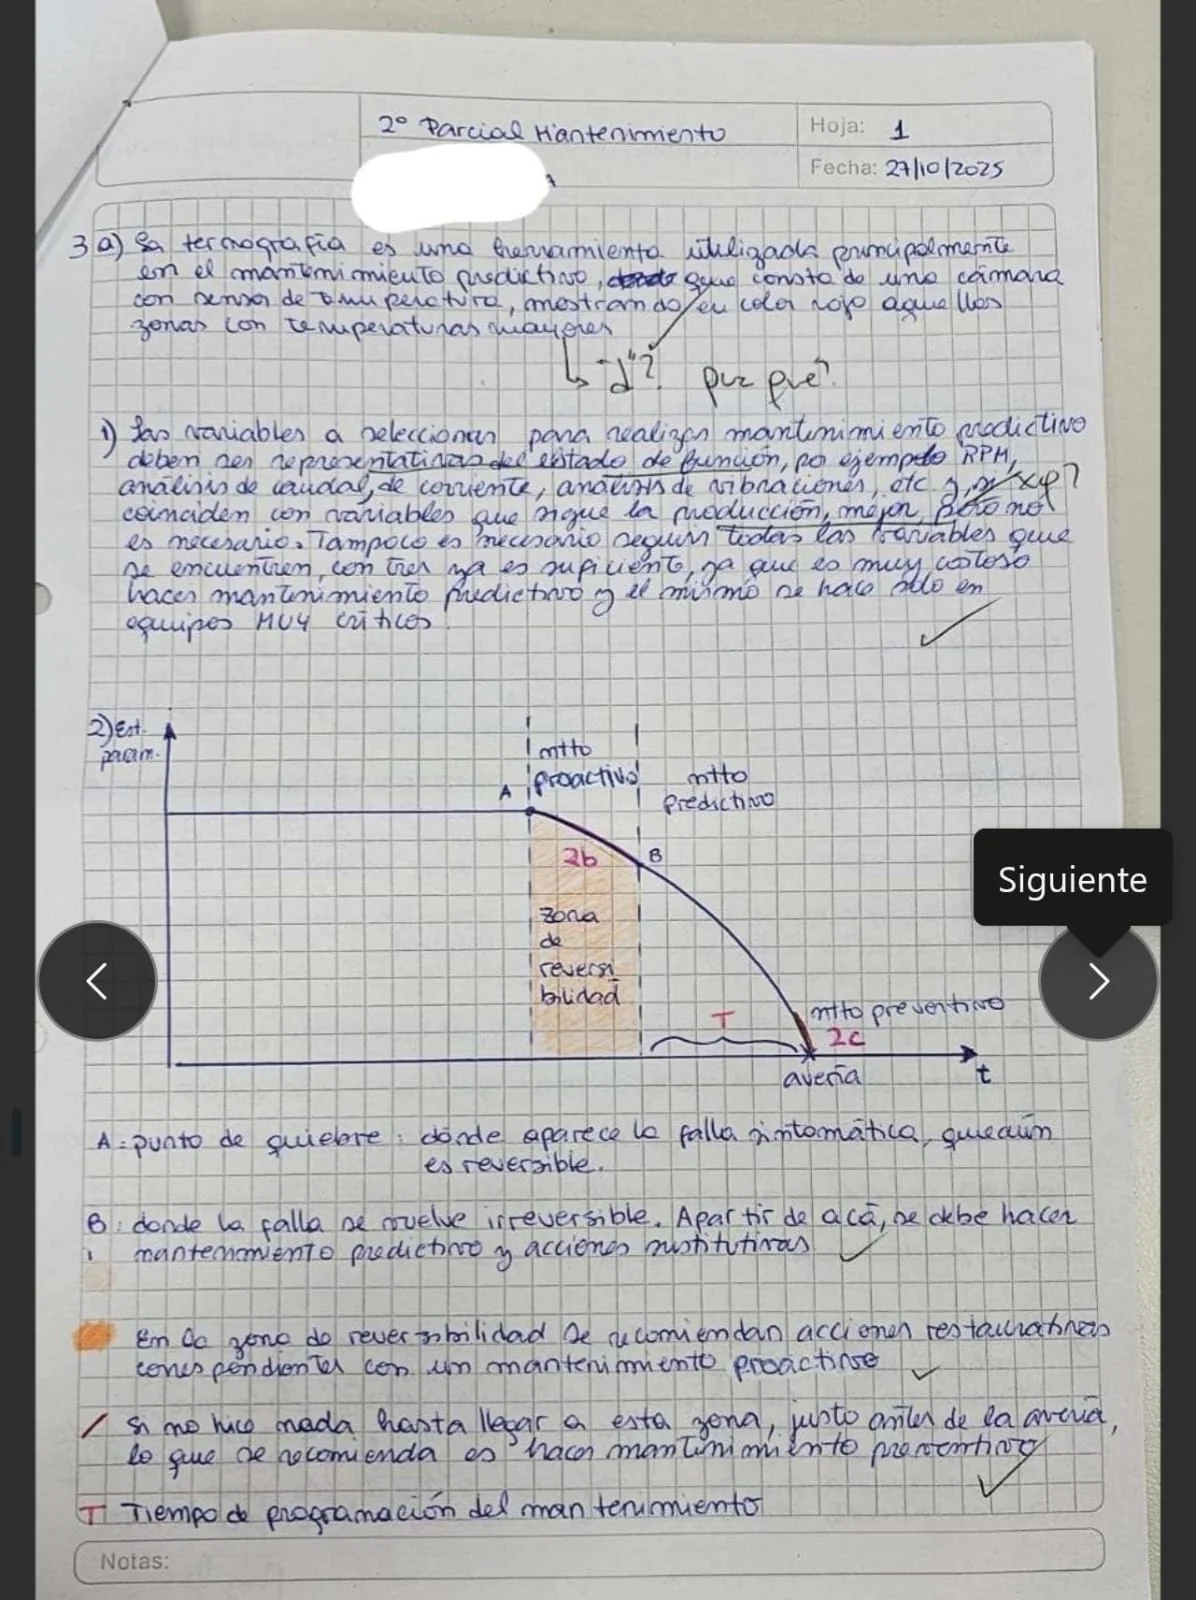 2º Parcial Mantenimiento
Hoja: 1
Fecha: 27/10/2025
3 a) La termografía es una herramienta utilizada principalmente
en el mantenimiento predictivo, que consta de una cámara
con sensor de temperatura, mostrando en color rojo aquellas
zonas con temperaturas mayores
"d"? por qué?
1) Las variables a seleccionar para realizar mantenimiento predictivo
deben ser representativas del estado de función, por ejemplo RPM,
análisis de caudal, de corriente, análisis de vibraciones, etc y, si xq?
coinciden con variables que sigue la producción, mejor, pero no
es necesario. Tampoco es necesario seguir todas las variables que
se encuentren, con tres ya es suficiente, ya que es muy costoso
hacer mantenimiento predictivo y el mismo se hace solo en
equipos MUY críticos
2) Est.
param.
mtto
proactivo
mtto
predictivo
A
2b
B
zona
de
reversi
bilidad
T
mtto preventivo
2c
avería
t
A: punto de quiebre: dónde aparece la falla sintomática, que aún
es reversible.
B: donde la falla se vuelve irreversible. Apartir de acá, se debe hacer
mantenimiento predictivo y acciones sustitutivas
En la zona de reversibilidad se recomiendan acciones restaurativas
correspondientes con un mantenimiento proactivo
Si no hice nada hasta llegar a esta zona, justo antes de la avería,
lo que se recomienda es hacer mantenimiento preventivo
T Tiempo de programación del mantenimiento
Notas:
Siguiente